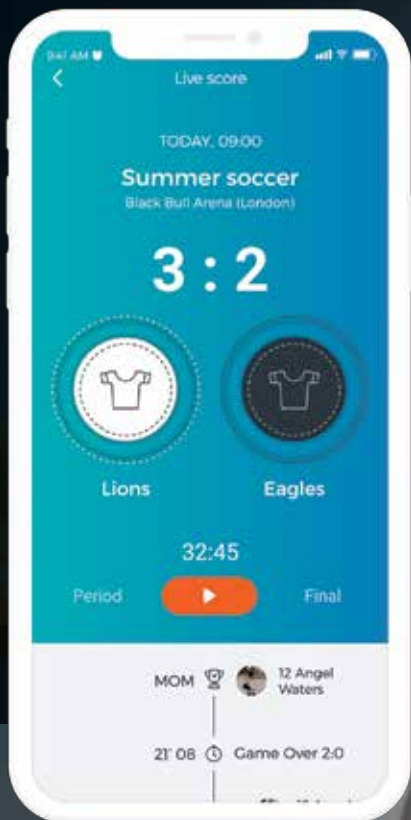 9:41 AM
Live score
TODAY, 09:00
Summer soccer
Black Bull Arena (London)
3 : 2
Lions Eagles
32:45
Period Final
MOM 12 Angel
Waters
21' 08 Game Over 2:0